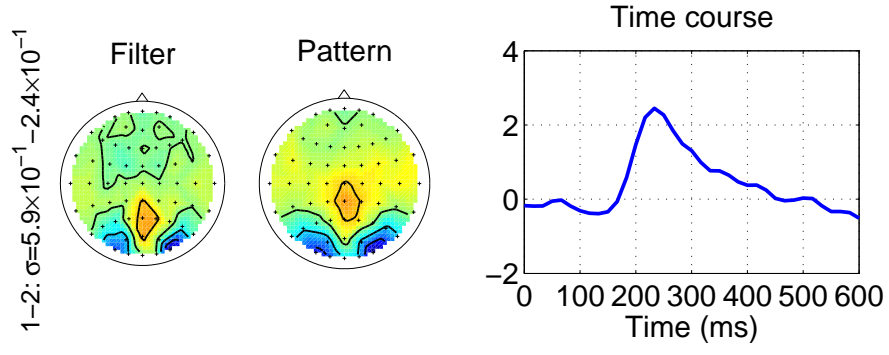 1−2: σ=5.9×10⁻¹−2.4×10⁻¹
Filter
Pattern
Time course
4
2
0
−2
0 100 200 300 400 500 600
Time (ms)